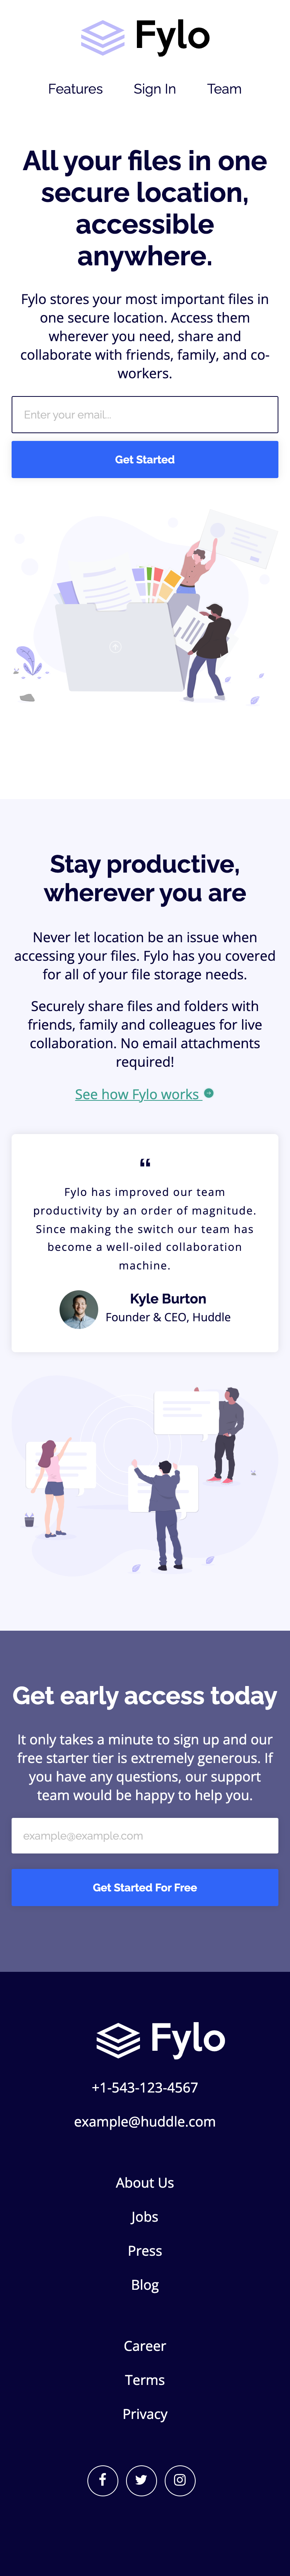 Fylo
Features Sign In Team
All your files in one
secure location,
accessible
anywhere.
Fylo stores your most important files in
one secure location. Access them
wherever you need, share and
collaborate with friends, family, and co-
workers.
Enter your email...
Get Started
Stay productive,
wherever you are
Never let location be an issue when
accessing your files. Fylo has you covered
for all of your file storage needs.
Securely share files and folders with
friends, family and colleagues for live
collaboration. No email attachments
required!
See how Fylo works
“
Fylo has improved our team
productivity by an order of magnitude.
Since making the switch our team has
become a well-oiled collaboration
machine.
Kyle Burton
Founder & CEO, Huddle
Get early access today
It only takes a minute to sign up and our
free starter tier is extremely generous. If
you have any questions, our support
team would be happy to help you.
example@example.com
Get Started For Free
Fylo
+1-543-123-4567
example@huddle.com
About Us
Jobs
Press
Blog
Career
Terms
Privacy